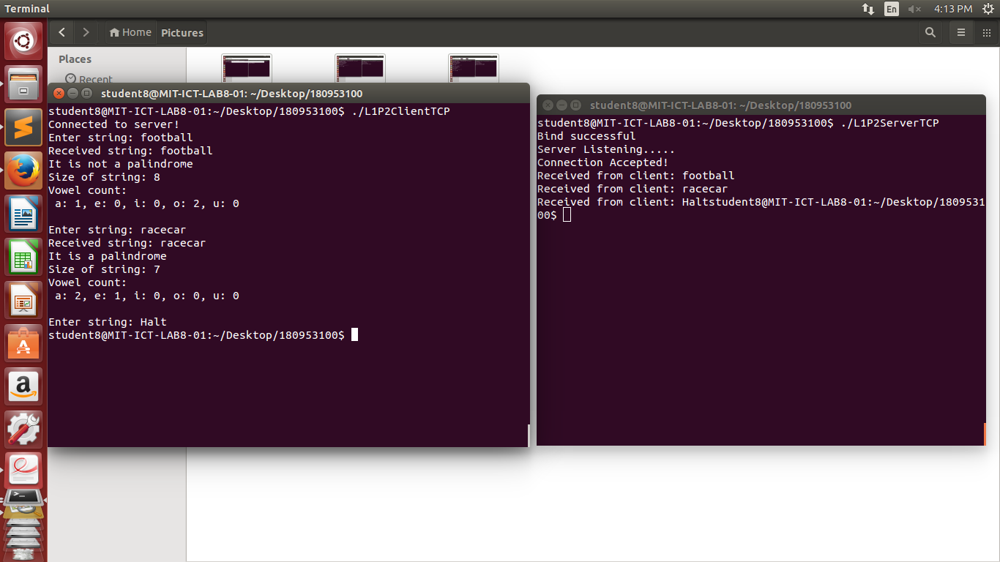 Terminal
En
4:13 PM
Home
Pictures
Places
Recent
student8@MIT-ICT-LAB8-01: ~/Desktop/180953100
student8@MIT-ICT-LAB8-01:~/Desktop/180953100$ ./L1P2ClientTCP
Connected to server!
Enter string: football
Received string: football
It is not a palindrome
Size of string: 8
Vowel count:
a: 1, e: 0, i: 0, o: 2, u: 0
Enter string: racecar
Received string: racecar
It is a palindrome
Size of string: 7
Vowel count:
a: 2, e: 1, i: 0, o: 0, u: 0
Enter string: Halt
student8@MIT-ICT-LAB8-01:~/Desktop/180953100$
student8@MIT-ICT-LAB8-01: ~/Desktop/180953100
student8@MIT-ICT-LAB8-01:~/Desktop/180953100$ ./L1P2ServerTCP
Bind successful
Server Listening.....
Connection Accepted!
Received from client: football
Received from client: racecar
Received from client: Haltstudent8@MIT-ICT-LAB8-01:~/Desktop/1809531
00$